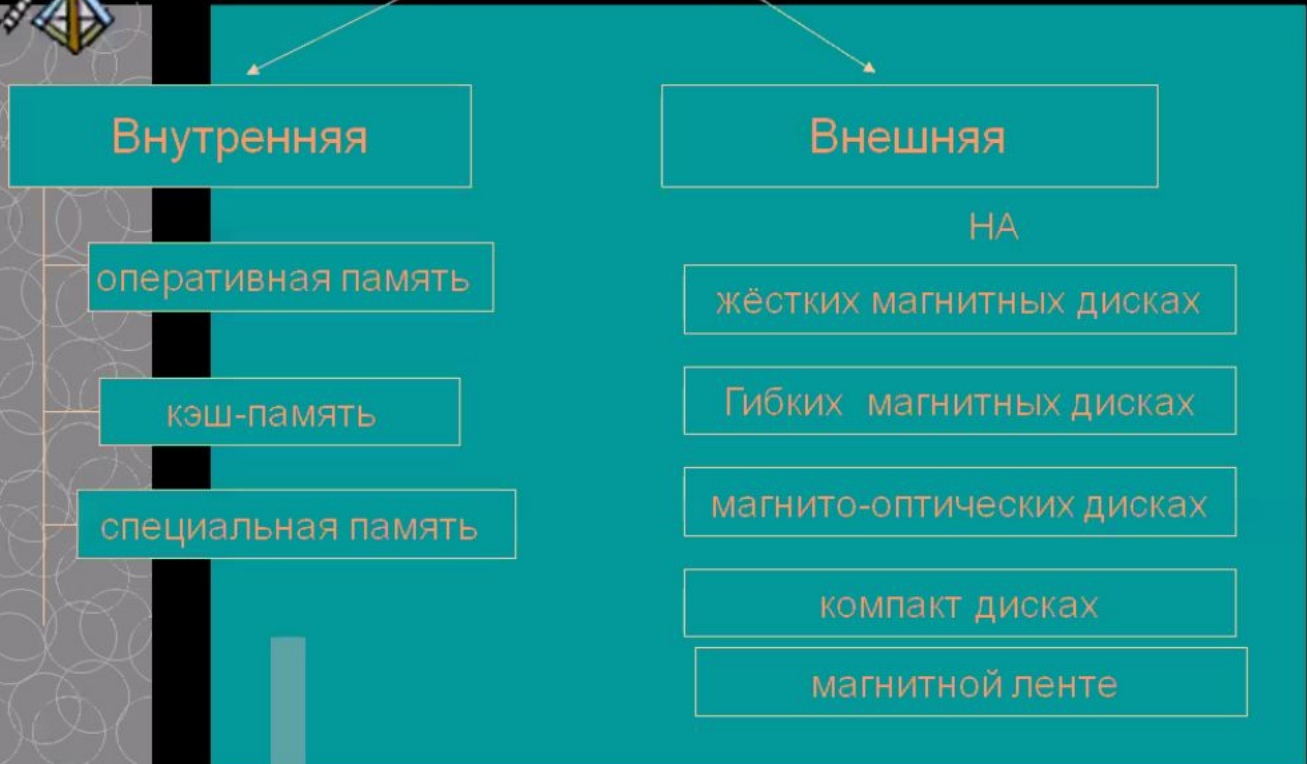 Внутренняя
оперативная память
кэш-память
специальная память
Внешняя
НА
жёстких магнитных дисках
Гибких магнитных дисках
магнито-оптических дисках
компакт дисках
магнитной ленте